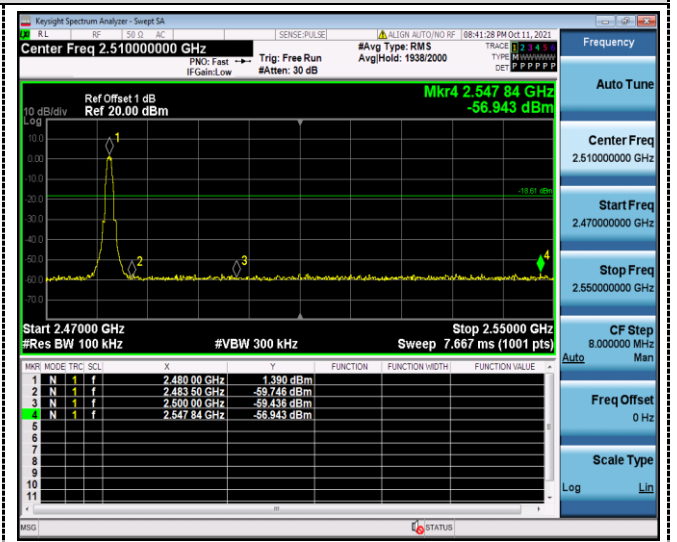 Keysight Spectrum Analyzer - Swept SA
RL RF 50 Ω AC SENSE:PULSE ALIGN AUTO/NO RF 08:41:28 PM Oct 11, 2021
Center Freq 2.510000000 GHz #Avg Type: RMS TRACE 1 2 3 4 5 6
PNO: Fast Trig: Free Run Avg|Hold: 1938/2000 TYPE M WWWWW
IFGain:Low #Atten: 30 dB DET P P P P P P
Mkr4 2.547 84 GHz
-56.943 dBm
Ref Offset 1 dB
10 dB/div Ref 20.00 dBm
Log
10.0
0.00
-10.0
-20.0
-30.0
-40.0
-50.0
-60.0
-70.0
1
2
3
4
-18.61 dBm
Start 2.47000 GHz Stop 2.55000 GHz
#Res BW 100 kHz #VBW 300 kHz Sweep 7.667 ms (1001 pts)
MKR MODE TRC SCL X Y FUNCTION FUNCTION WIDTH FUNCTION VALUE
1 N 1 f 2.480 00 GHz 1.390 dBm
2 N 1 f 2.483 50 GHz -59.746 dBm
3 N 1 f 2.500 00 GHz -59.436 dBm
4 N 1 f 2.547 84 GHz -56.943 dBm
5
6
7
8
9
10
11
MSG STATUS
Frequency
Auto Tune
Center Freq
2.510000000 GHz
Start Freq
2.470000000 GHz
Stop Freq
2.550000000 GHz
CF Step
8.000000 MHz
Auto Man
Freq Offset
0 Hz
Scale Type
Log Lin